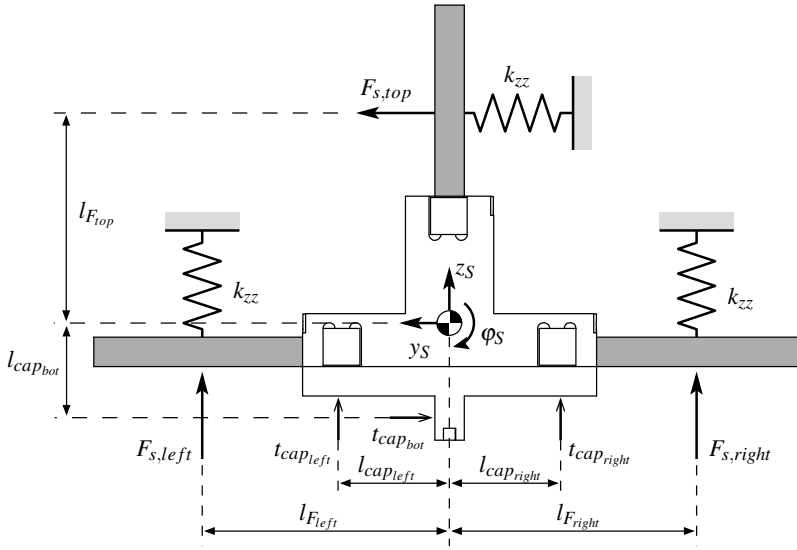 k_{zz}
F_{s,top}
l_{F_{top}}
k_{zz}
z_S
k_{zz}
y_S
φ_S
l_{cap_{bot}}
t_{cap_{bot}}
F_{s,left}
t_{cap_{left}}
t_{cap_{right}}
F_{s,right}
l_{cap_{left}}
l_{cap_{right}}
l_{F_{left}}
l_{F_{right}}